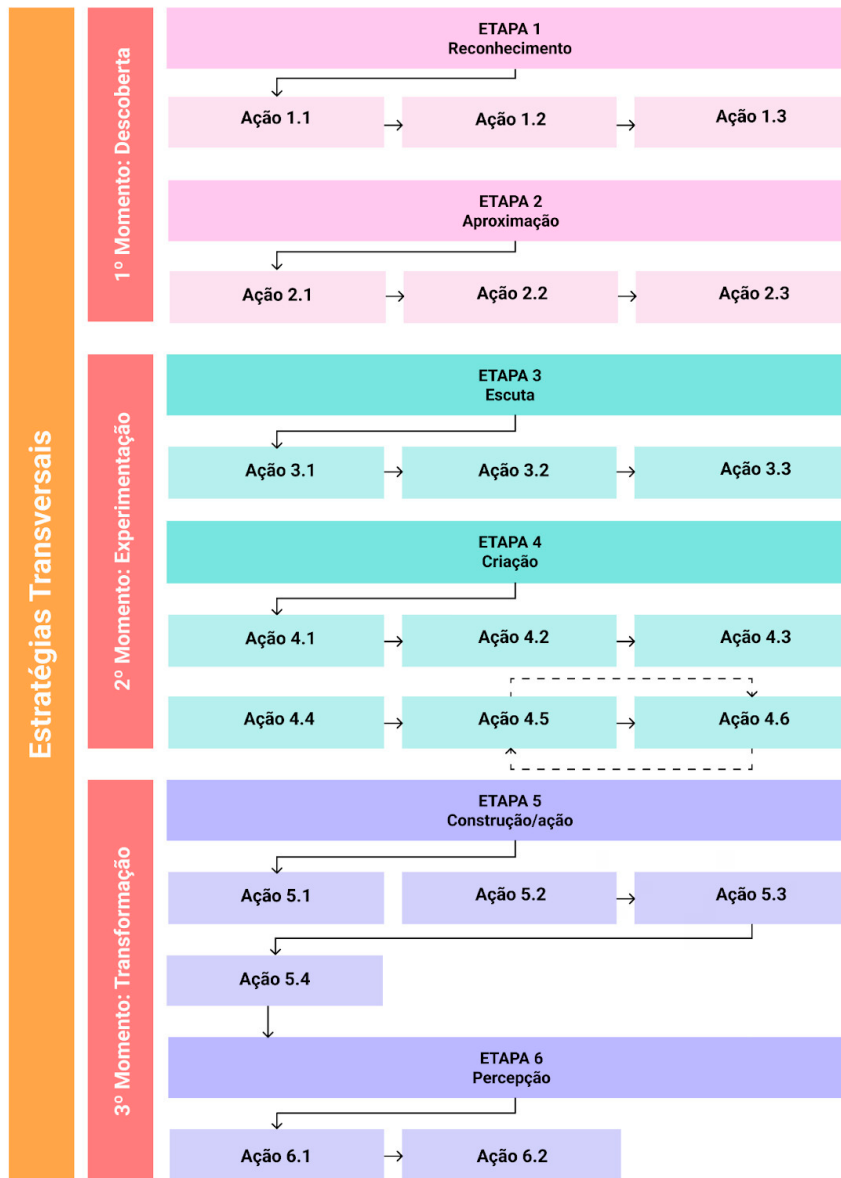 Estratégias Transversais
1º Momento: Descoberta
ETAPA 1
Reconhecimento
Ação 1.1
Ação 1.2
Ação 1.3
ETAPA 2
Aproximação
Ação 2.1
Ação 2.2
Ação 2.3
2º Momento: Experimentação
ETAPA 3
Escuta
Ação 3.1
Ação 3.2
Ação 3.3
ETAPA 4
Criação
Ação 4.1
Ação 4.2
Ação 4.3
Ação 4.4
Ação 4.5
Ação 4.6
3º Momento: Transformação
ETAPA 5
Construção/ação
Ação 5.1
Ação 5.2
Ação 5.3
Ação 5.4
ETAPA 6
Percepção
Ação 6.1
Ação 6.2